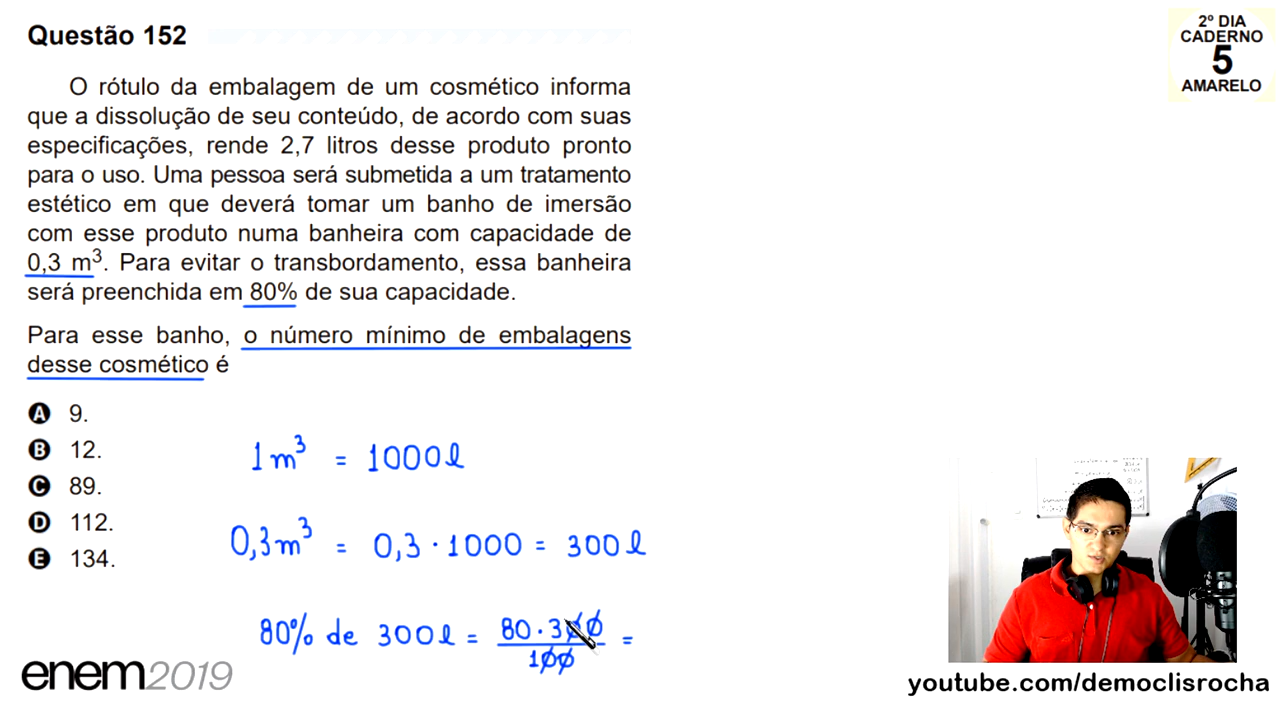 Questão 152
2º DIA
CADERNO
5
AMARELO
O rótulo da embalagem de um cosmético informa
que a dissolução de seu conteúdo, de acordo com suas
especificações, rende 2,7 litros desse produto pronto
para o uso. Uma pessoa será submetida a um tratamento
estético em que deverá tomar um banho de imersão
com esse produto numa banheira com capacidade de
0,3 m³. Para evitar o transbordamento, essa banheira
será preenchida em 80% de sua capacidade.
Para esse banho, o número mínimo de embalagens
desse cosmético é
A 9.
B 12.
C 89.
D 112.
E 134.
1m³ = 1000l
0,3m³ = 0,3 · 1000 = 300l
80% de 300l = 80 · 300 =
100
enem2019
youtube.com/democlisrocha